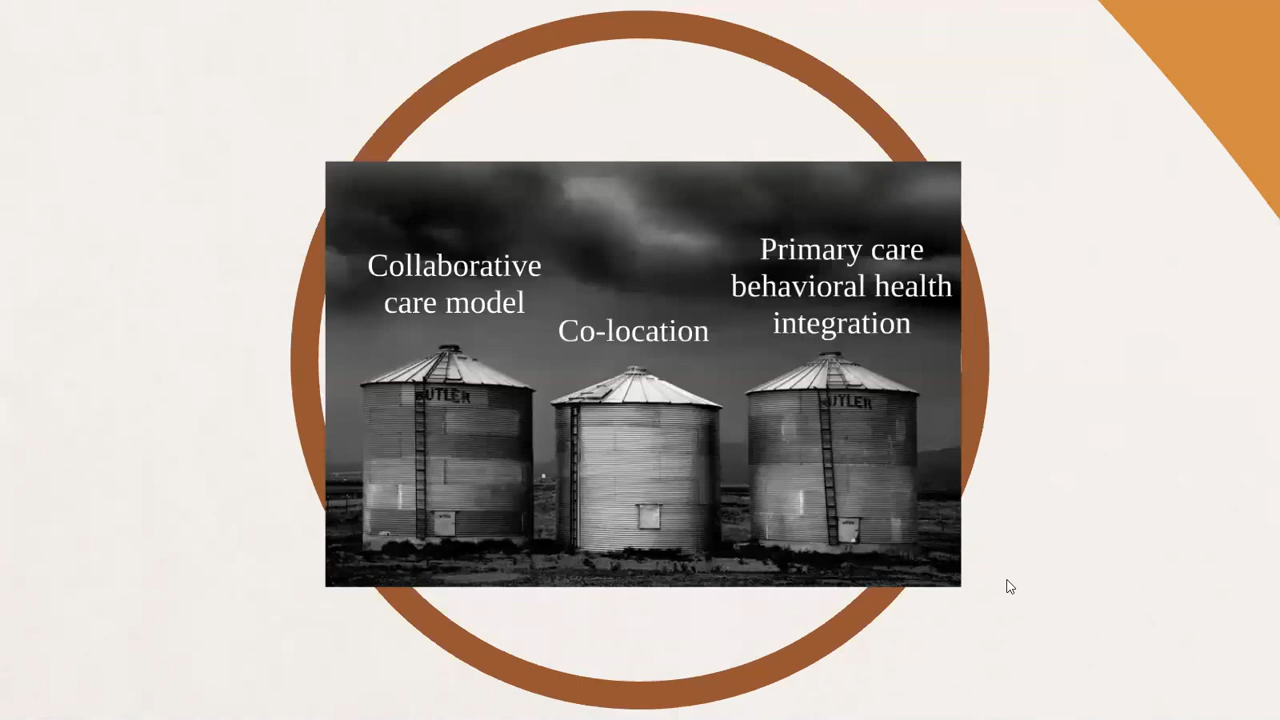 Collaborative
care model
Co-location
Primary care
behavioral health
integration
BUTLER
BUTLER